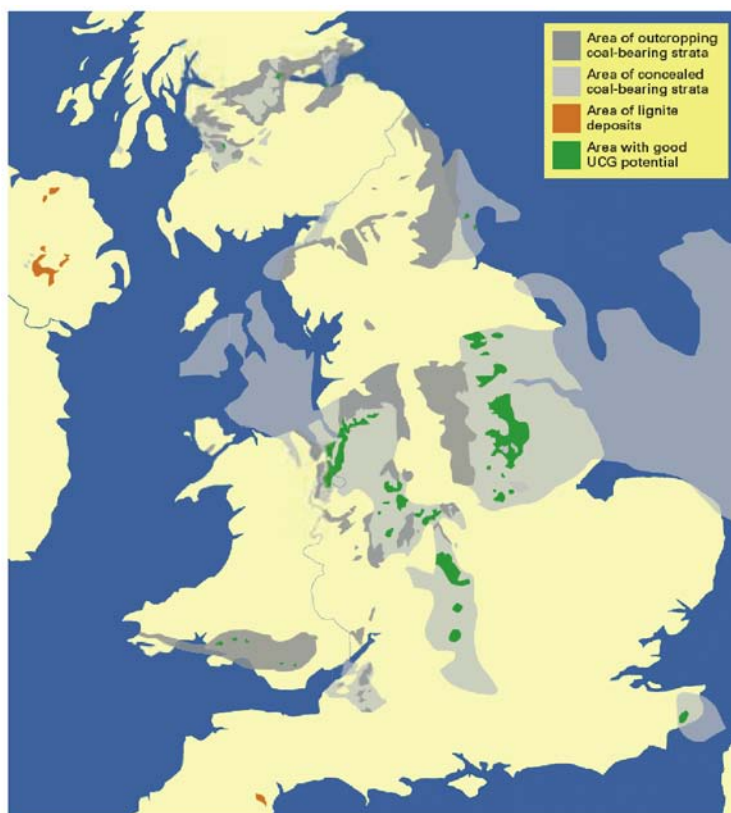 Area of outcropping
coal-bearing strata
Area of concealed
coal-bearing strata
Area of lignite
deposits
Area with good
UCG potential